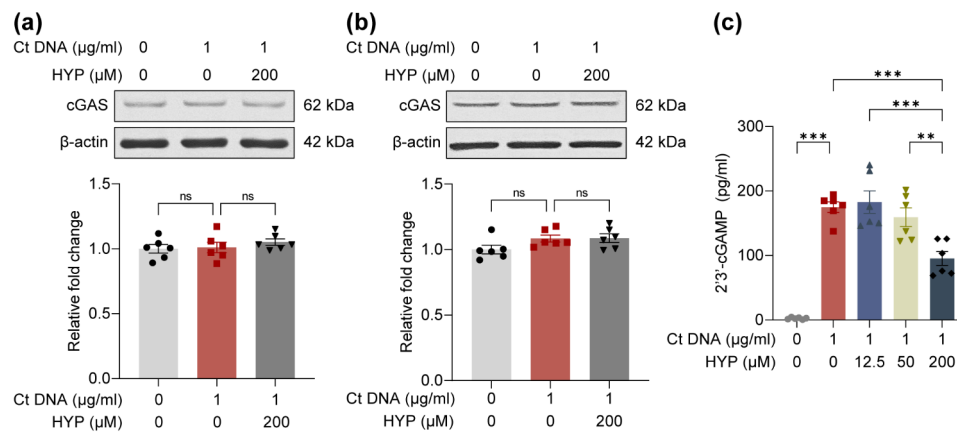 (a)
Ct DNA (µg/ml) 0 1 1
HYP (µM) 0 0 200
cGAS 62 kDa
β-actin 42 kDa
ns ns
Relative fold change
1.5
1.0
0.5
0.0
Ct DNA (µg/ml) 0 1 1
HYP (µM) 0 0 200
(b)
Ct DNA (µg/ml) 0 1 1
HYP (µM) 0 0 200
cGAS 62 kDa
β-actin 42 kDa
ns ns
Relative fold change
1.5
1.0
0.5
0.0
Ct DNA (µg/ml) 0 1 1
HYP (µM) 0 0 200
(c)
***
***
*** **
2'3'-cGAMP (pg/ml)
300
200
100
0
Ct DNA (µg/ml) 0 1 1 1 1
HYP (µM) 0 0 12.5 50 200